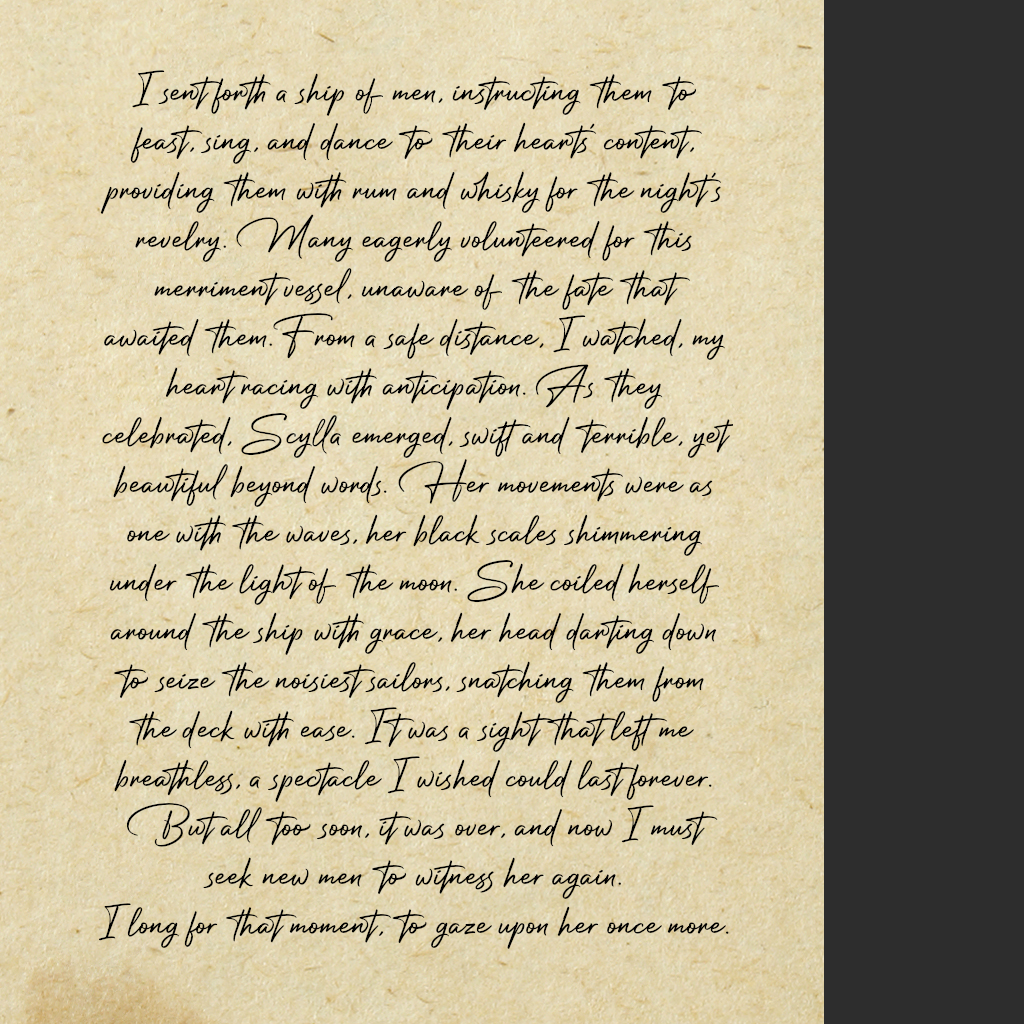 I sent forth a ship of men, instructing them to
feast, sing, and dance to their hearts' content,
providing them with rum and whisky for the night's
revelry. Many eagerly volunteered for this
merriment vessel, unaware of the fate that
awaited them. From a safe distance, I watched, my
heart racing with anticipation. As they
celebrated, Scylla emerged, swift and terrible, yet
beautiful beyond words. Her movements were as
one with the waves, her black scales shimmering
under the light of the moon. She coiled herself
around the ship with grace, her head darting down
to seize the noisiest sailors, snatching them from
the deck with ease. It was a sight that left me
breathless, a spectacle I wished could last forever.
But all too soon, it was over, and now I must
seek new men to witness her again.
I long for that moment, to gaze upon her once more.